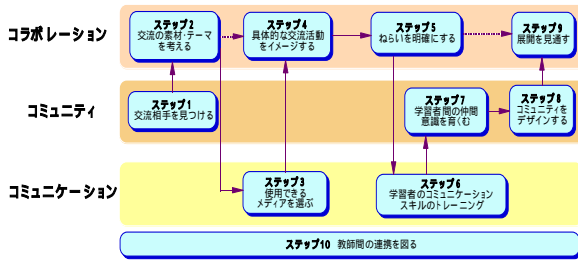 コラボレーション
ステップ2
交流の素材・テーマ
を考える
ステップ4
具体的な交流活動
をイメージする
ステップ5
ねらいを明確にする
ステップ9
展開を見通す
コミュニティ
ステップ1
交流相手を見つける
ステップ7
学習者間の仲間
意識を育くむ
ステップ8
コミュニティを
デザインする
コミュニケーション
ステップ3
使用できる
メディアを選ぶ
ステップ6
学習者のコミュニケーション
スキルのトレーニング
ステップ10 教師間の連携を図る